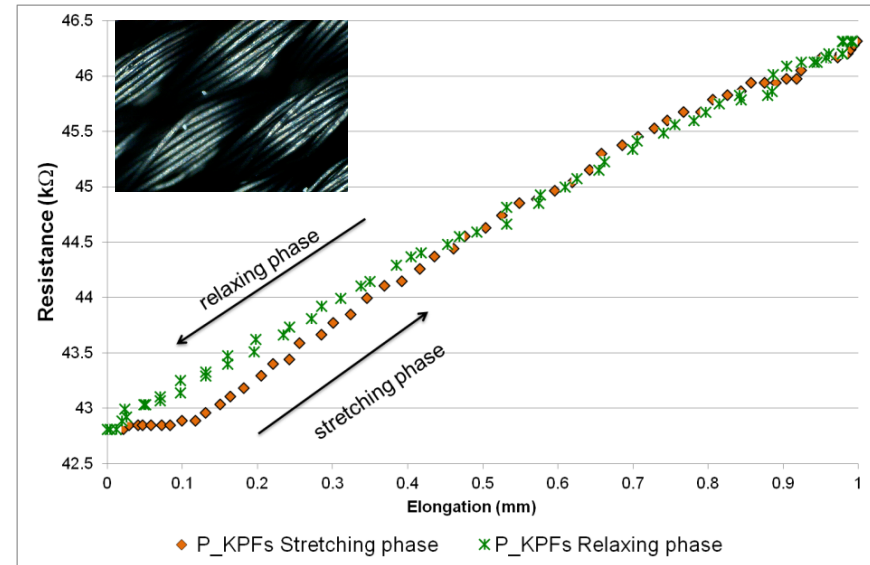 46.5
46
45.5
45
44.5
44
43.5
43
42.5
Resistance (kΩ)
relaxing phase
stretching phase
0 0.1 0.2 0.3 0.4 0.5 0.6 0.7 0.8 0.9 1
Elongation (mm)
P_KPFs Stretching phase P_KPFs Relaxing phase